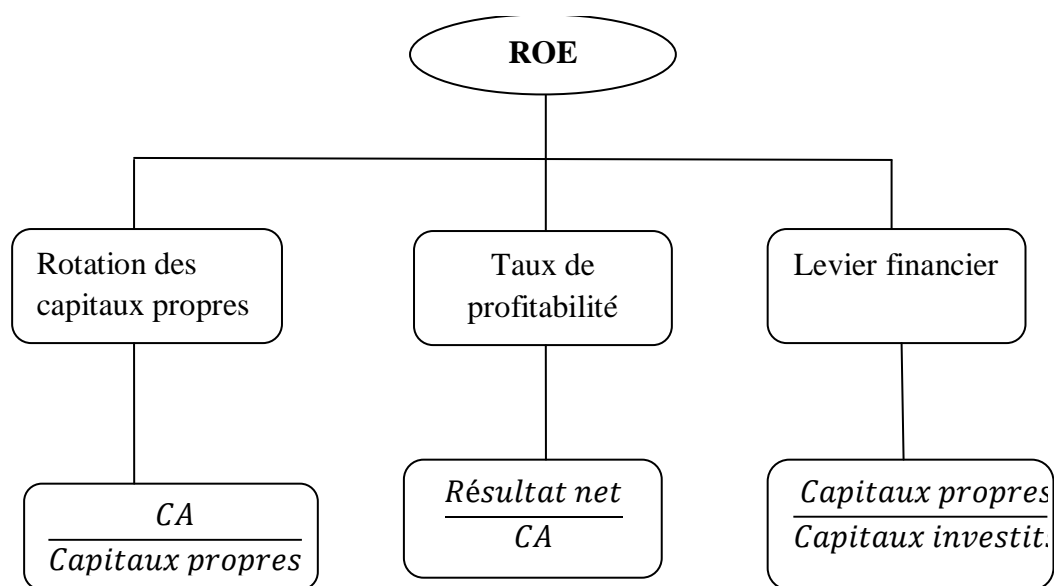 ROE
Rotation des
capitaux propres
Taux de
profitabilité
Levier financier
CA
Capitaux propres
Résultat net
CA
Capitaux propres
Capitaux investit.